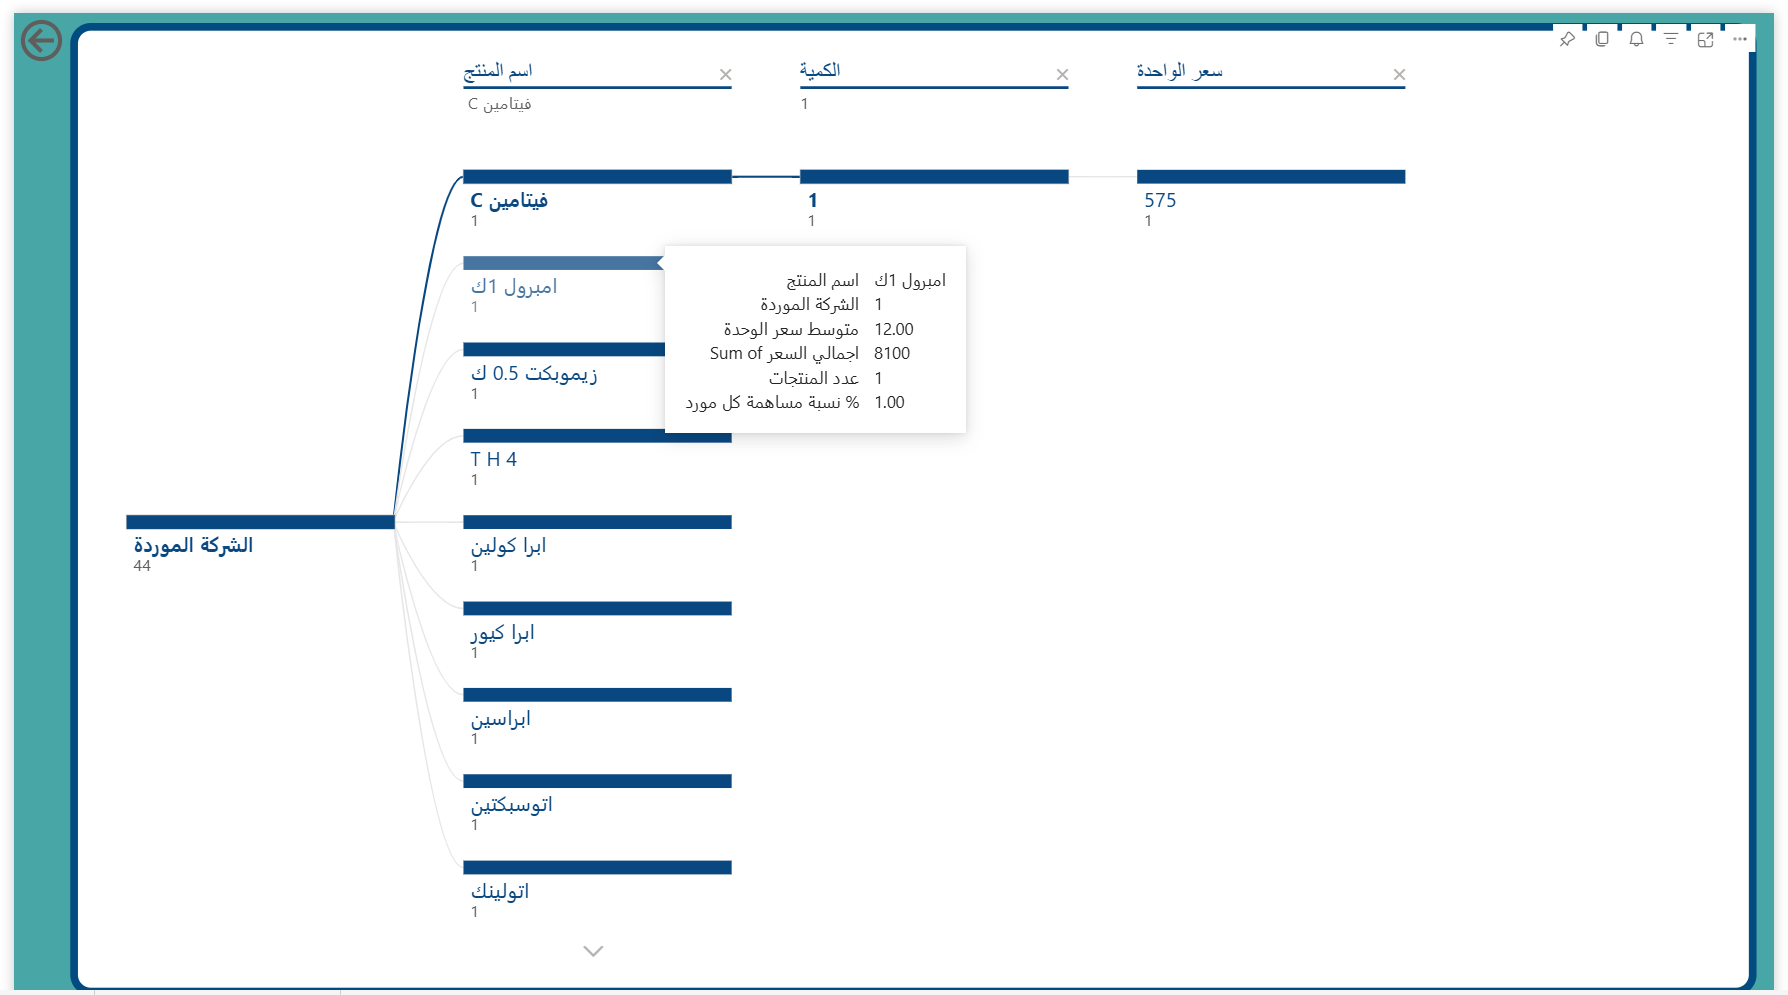 اسم المنتج
الكمية
سعر الواحدة
فيتامين C
1
فيتامين C
1
1
1
575
1
امبرول 1ك
1
اسم المنتج امبرول 1ك
الشركة الموردة 1
متوسط سعر الوحدة 12.00
Sum of اجمالي السعر 8100
عدد المنتجات 1
% نسبة مساهمة كل مورد 1.00
زيموبكت 0.5 ك
1
T H 4
1
الشركة الموردة
44
ابرا كولين
1
ابرا كيور
1
ابراسين
1
اتوسبكتين
1
اتولينك
1